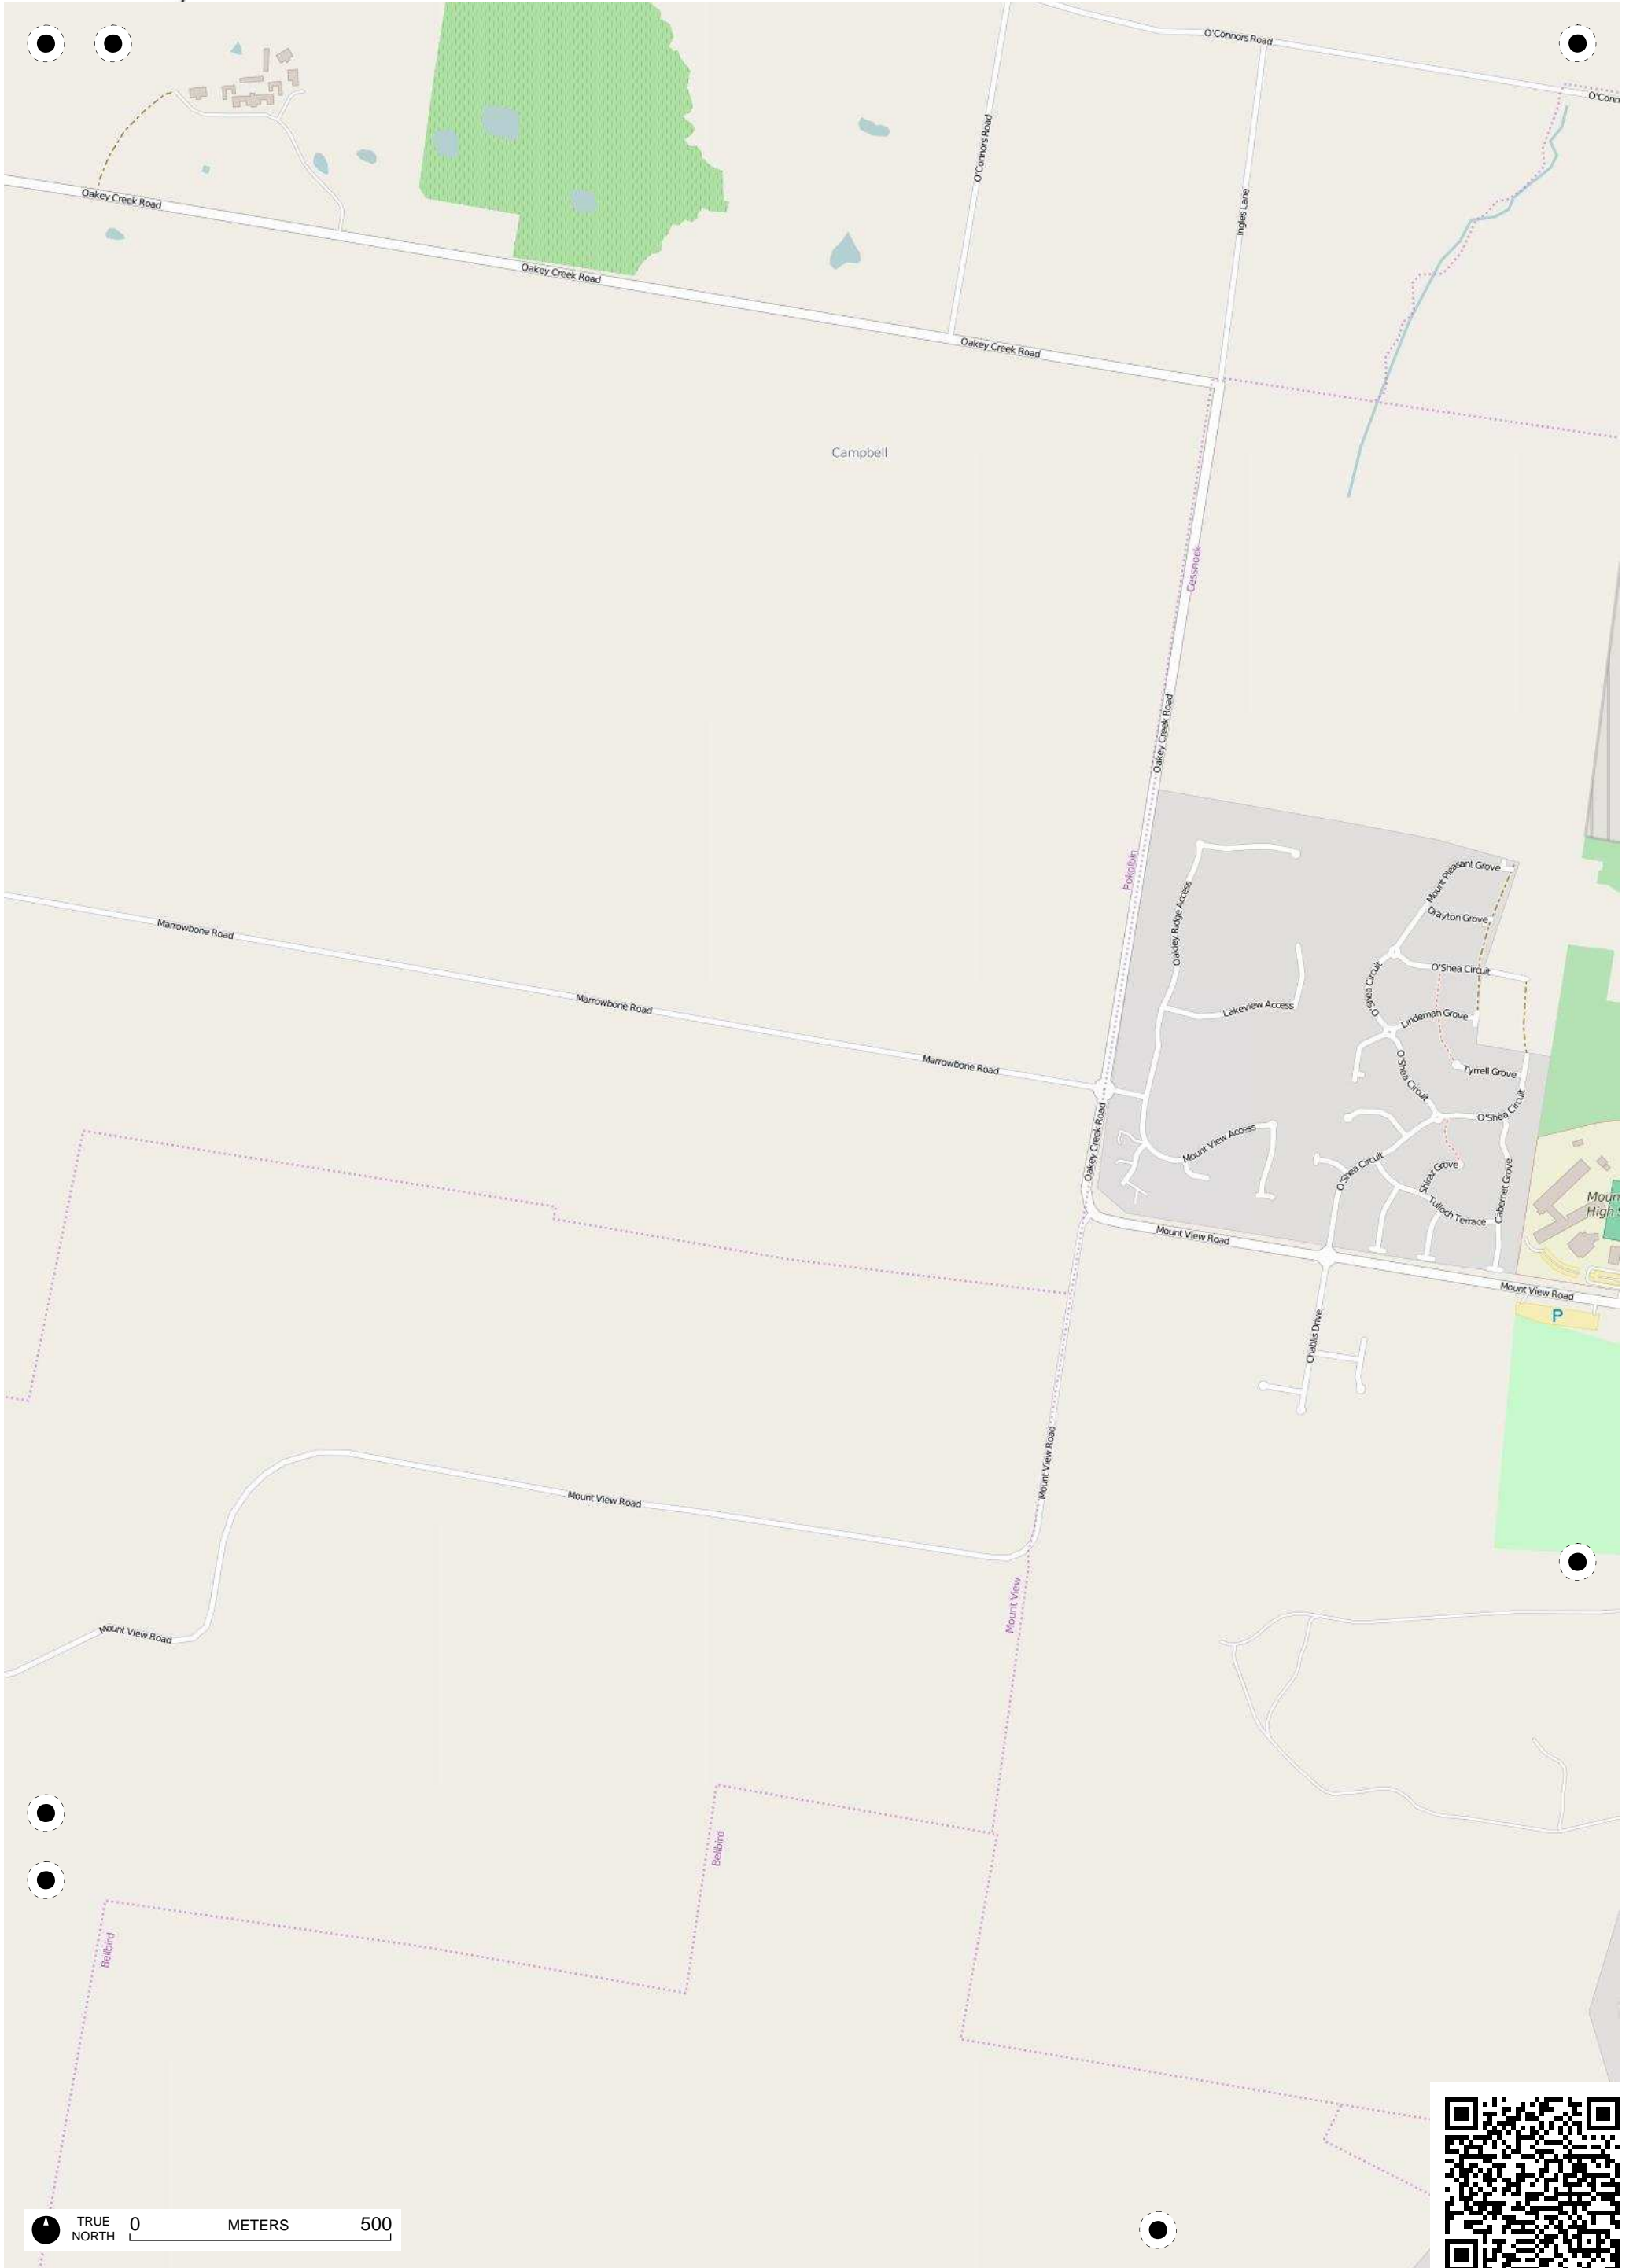 O'Connors Road
O'Conn
Oakey Creek Road
O'Connors Road
Ingles Lane
Oakey Creek Road
Oakey Creek Road
Campbell
Cessnock
Oakey Creek Road
Pokolbin
Mount Pleasant Grove
Oakley Ridge Access
Drayton Grove
Marrowbone Road
O'Shea Circuit
O'Shea Circuit
Marrowbone Road
Lakeview Access
Lindeman Grove
Marrowbone Road
O'Shea Circuit
Tyrrell Grove
O'Shea Circuit
Oakey Creek Road
Mount View Access
O'Shea Circuit
Shiraz Grove
Cabernet Grove
Tulloch Terrace
Moun
High S
Mount View Road
Mount View Road
P
Chablis Drive
Mount View Road
Mount View Road
Mount View
Mount View Road
Bellbird
Bellbird
TRUE
NORTH
0 METERS 500